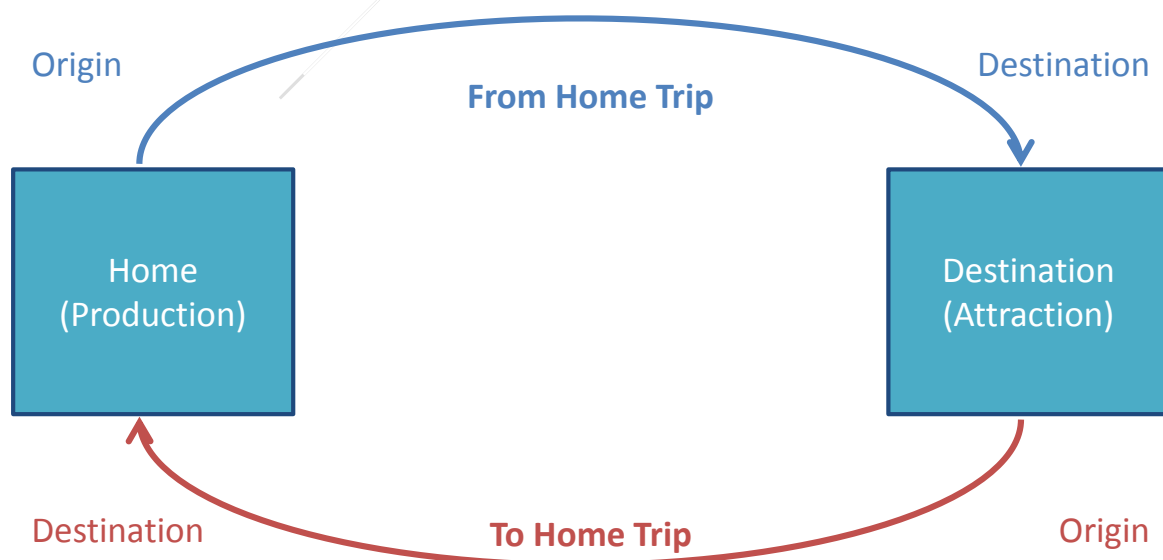 Origin
Destination
From Home Trip
Home
(Production)
Destination
(Attraction)
Destination
To Home Trip
Origin